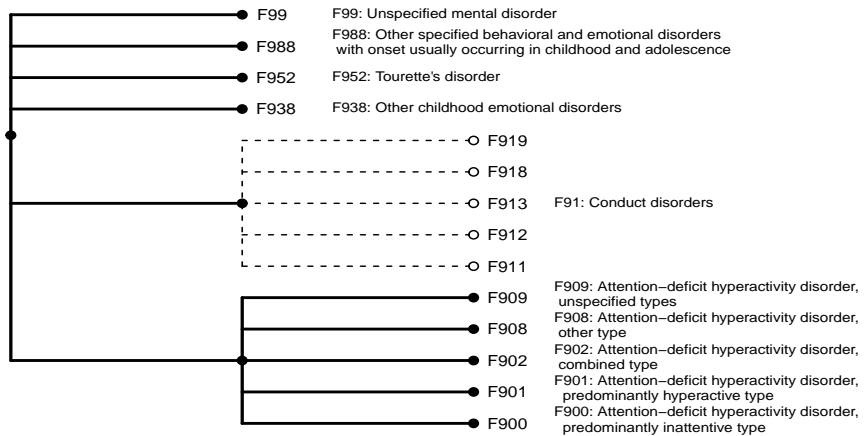 F99 F99: Unspecified mental disorder
F988 F988: Other specified behavioral and emotional disorders
with onset usually occurring in childhood and adolescence
F952 F952: Tourette's disorder
F938 F938: Other childhood emotional disorders
F919
F918
F913 F91: Conduct disorders
F912
F911
F909 F909: Attention−deficit hyperactivity disorder,
unspecified types
F908 F908: Attention−deficit hyperactivity disorder,
other type
F902 F902: Attention−deficit hyperactivity disorder,
combined type
F901 F901: Attention−deficit hyperactivity disorder,
predominantly hyperactive type
F900 F900: Attention−deficit hyperactivity disorder,
predominantly inattentive type